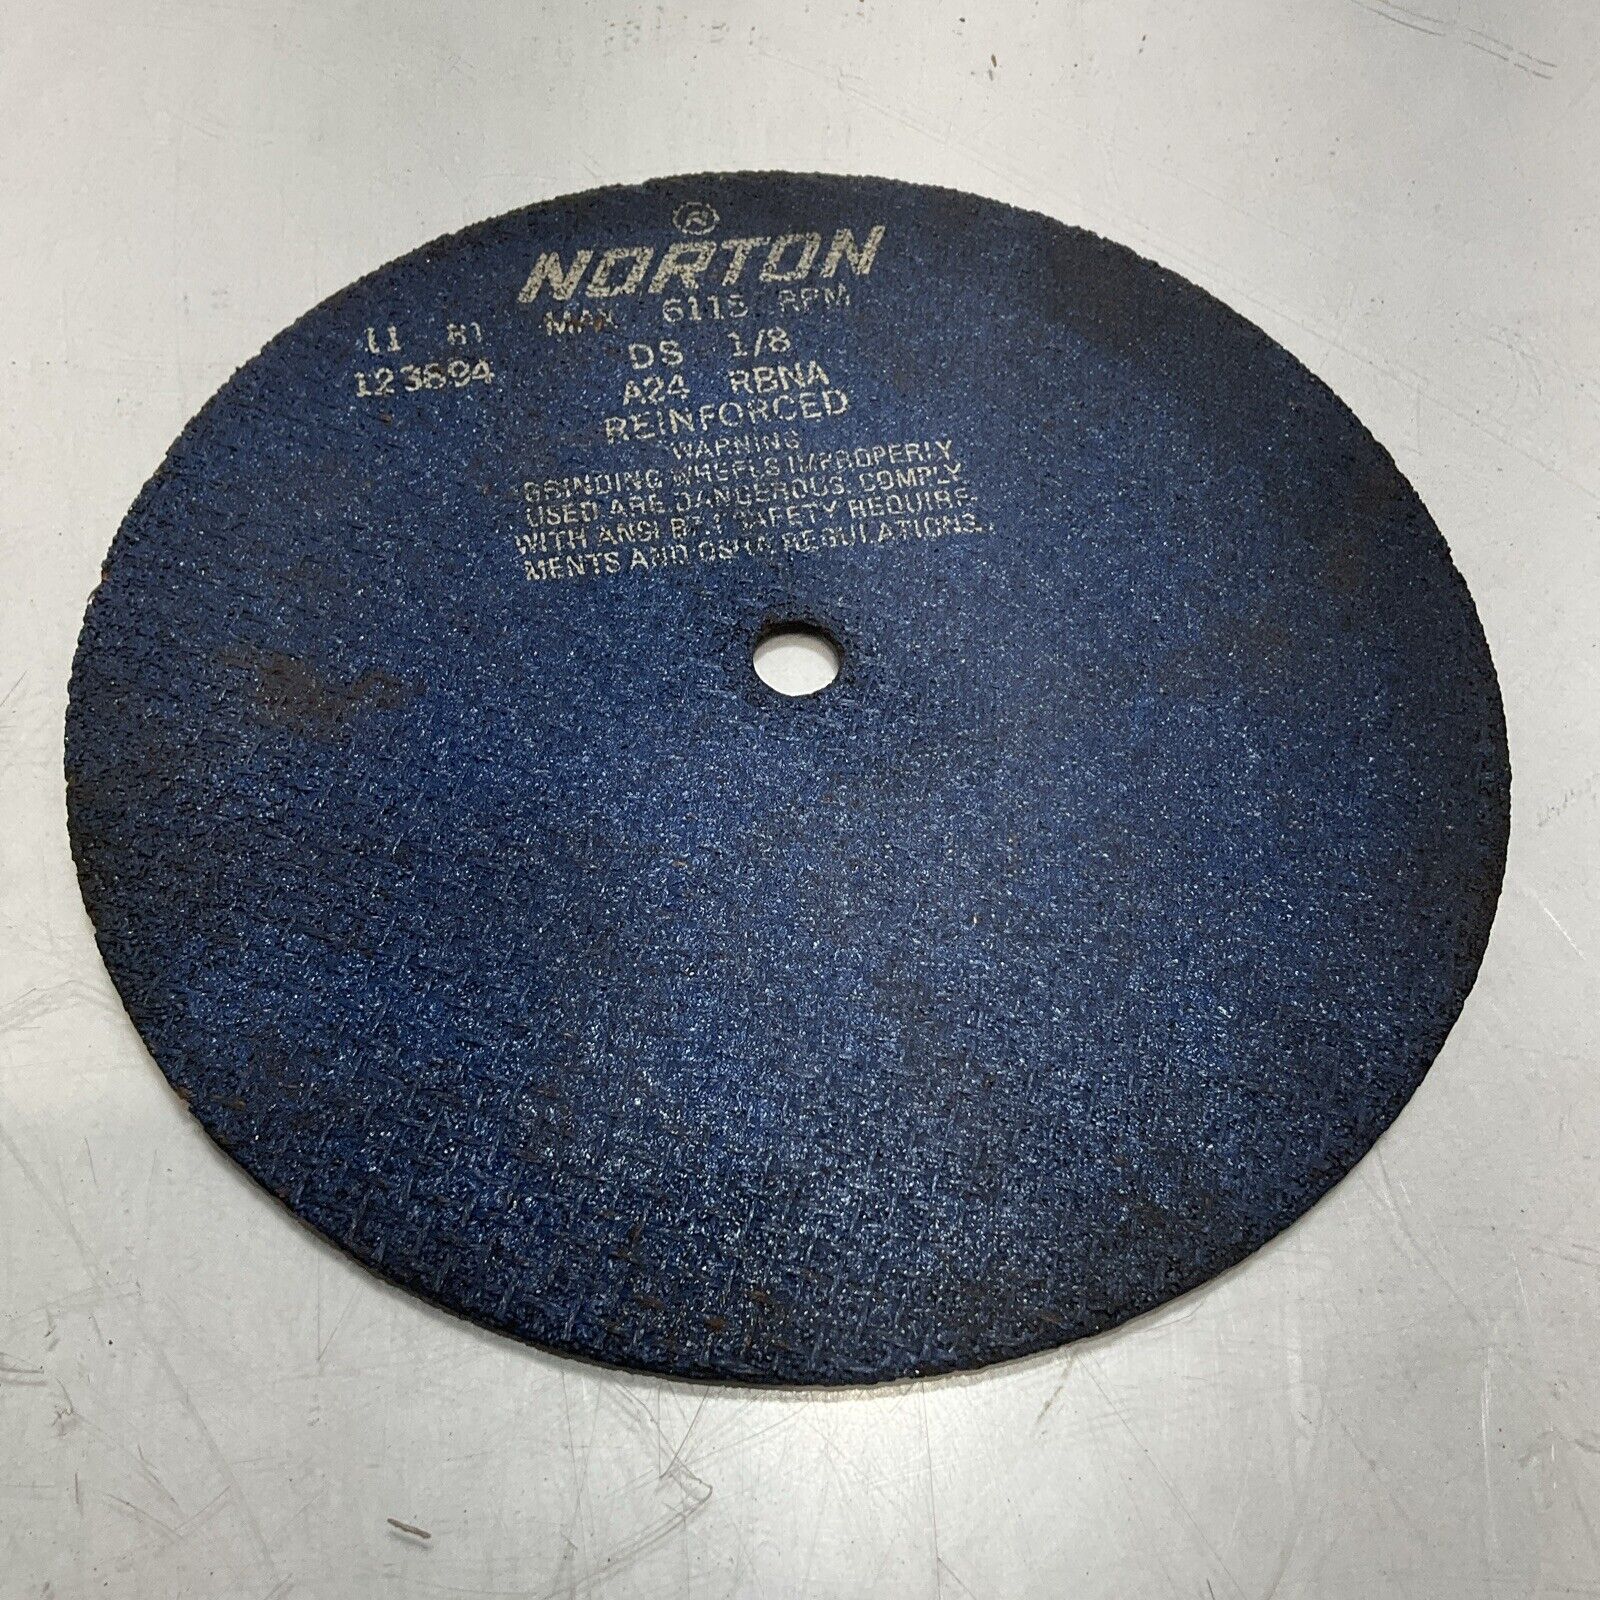 NORTON
MAX 6115 RPM
11 81
123894
DS 1/8
A24 RBNA
REINFORCED
WARNING
GRINDING WHEELS IMPROPERLY
USED ARE DANGEROUS COMPLY
WITH ANSI B7.1 SAFETY REQUIRE-
MENTS AND OSHA REGULATIONS.